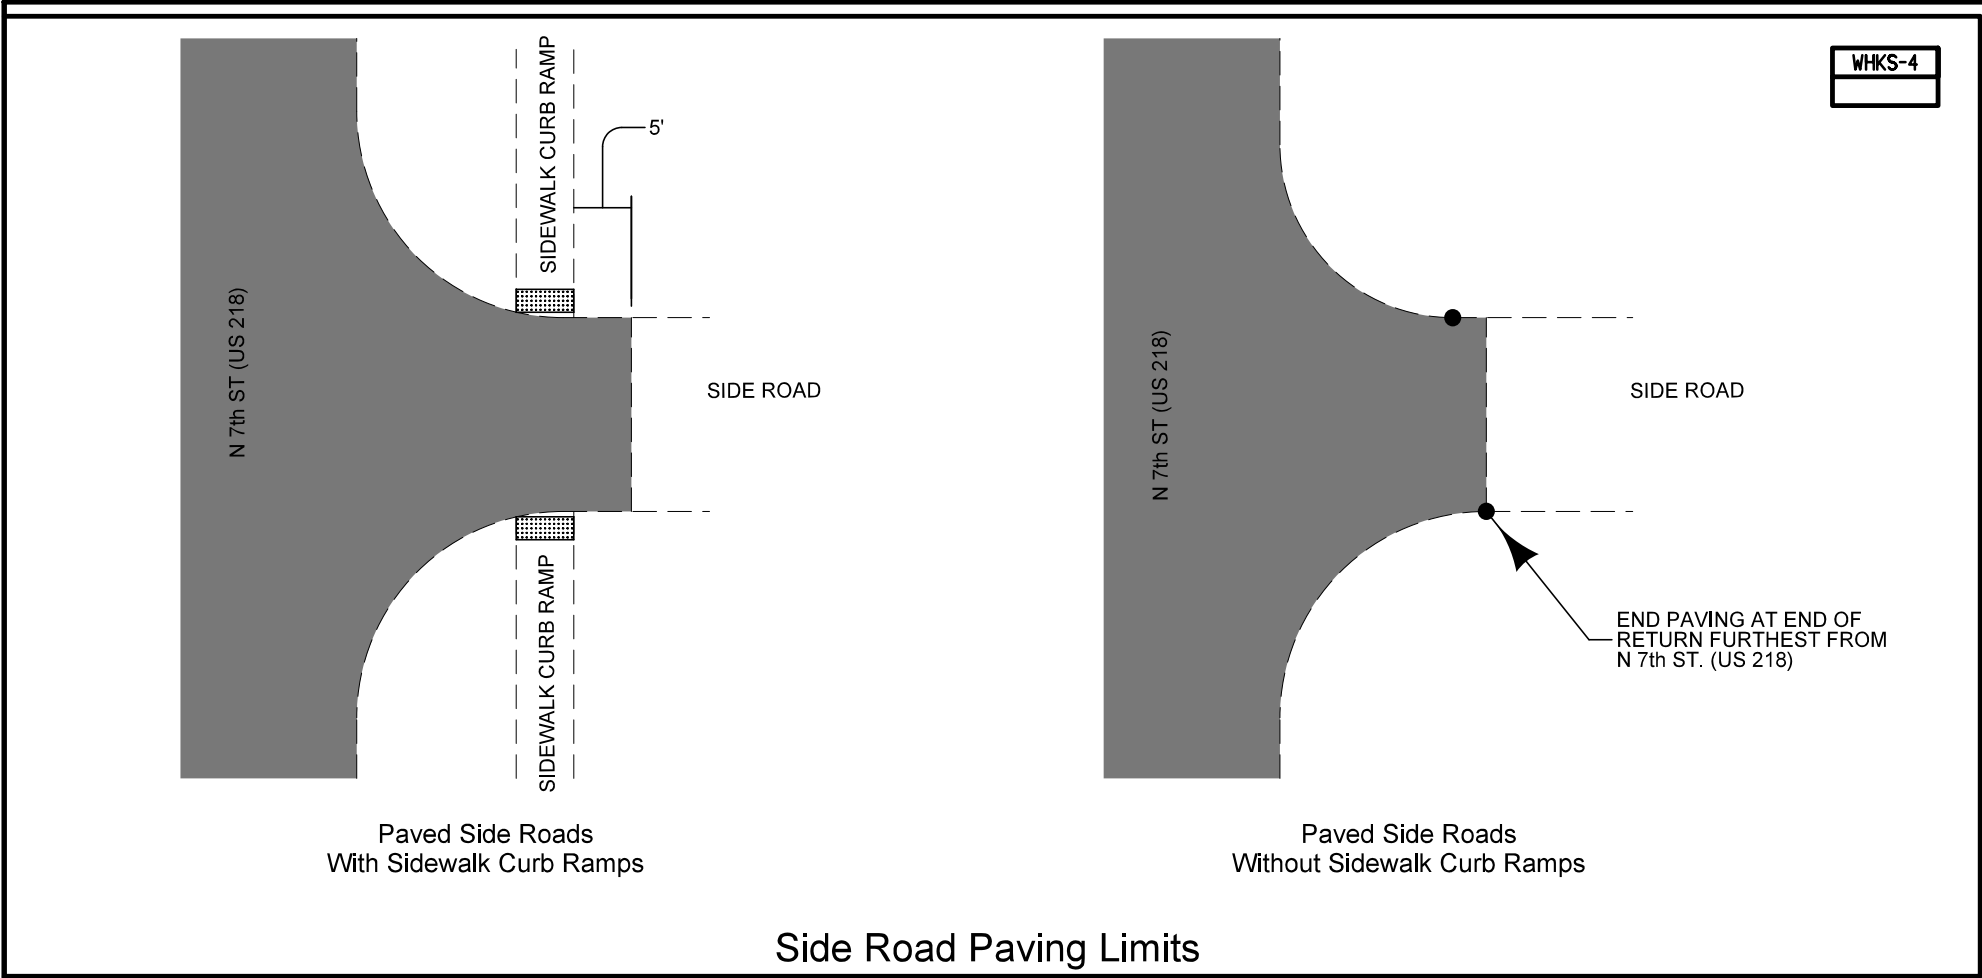 WHKS-4
SIDEWALK CURB RAMP
5'
N 7th ST (US 218)
SIDE ROAD
SIDEWALK CURB RAMP
Paved Side Roads
With Sidewalk Curb Ramps
N 7th ST (US 218)
SIDE ROAD
END PAVING AT END OF
RETURN FURTHEST FROM
N 7th ST. (US 218)
Paved Side Roads
Without Sidewalk Curb Ramps
Side Road Paving Limits